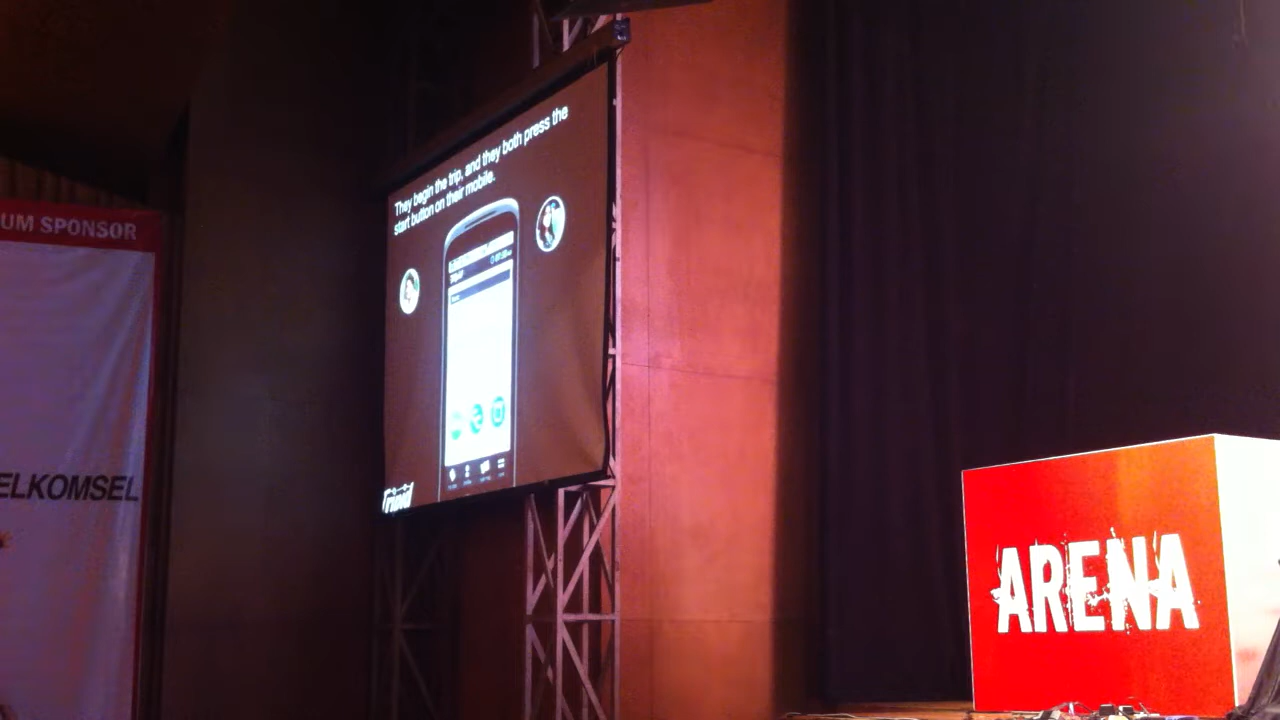 UM SPONSOR
ELKOMSEL
They begin the trip, and they both press the
start button on their mobile.
ARENA